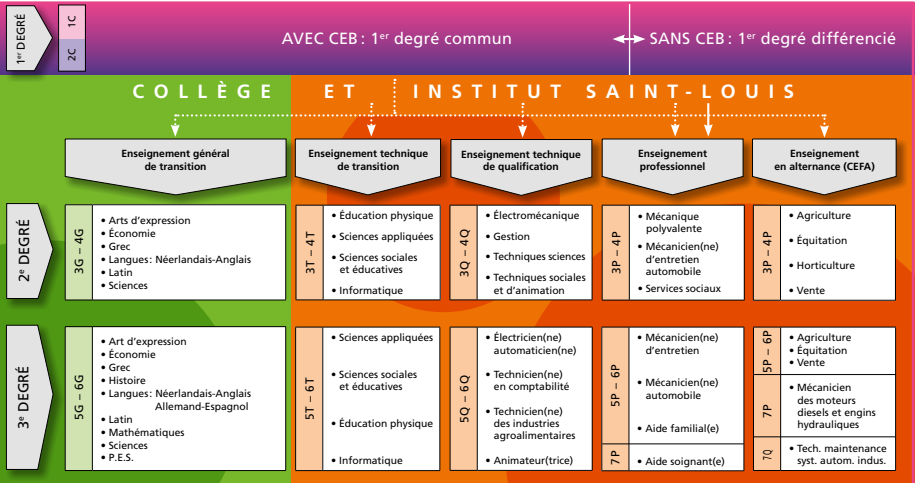 1er DEGRÉ
1C
2C
AVEC CEB : 1er degré commun
SANS CEB : 1er degré différencié
COLLÈGE ET INSTITUT SAINT-LOUIS
Enseignement général
de transition
Enseignement technique
de transition
Enseignement technique
de qualification
Enseignement
professionnel
Enseignement
en alternance (CEFA)
2e DEGRÉ
3G – 4G
• Arts d'expression
• Économie
• Grec
• Langues: Néerlandais-Anglais
• Latin
• Sciences
3T – 4T
• Éducation physique
• Sciences appliquées
• Sciences sociales
et éducatives
• Informatique
3Q – 4Q
• Électromécanique
• Gestion
• Techniques sciences
• Techniques sociales
et d'animation
3P – 4P
• Mécanique
polyvalente
• Mécanicien(ne)
d'entretien
automobile
• Services sociaux
3P – 4P
• Agriculture
• Équitation
• Horticulture
• Vente
3e DEGRÉ
5G – 6G
• Art d'expression
• Économie
• Grec
• Histoire
• Langues: Néerlandais-Anglais
Allemand-Espagnol
• Latin
• Mathématiques
• Sciences
• P.E.S.
5T – 6T
• Sciences appliquées
• Sciences sociales
et éducatives
• Éducation physique
• Informatique
5Q – 6Q
• Électricien(ne)
automaticien(ne)
• Technicien(ne)
en comptabilité
• Technicien(ne)
des industries
agroalimentaires
• Animateur(trice)
5P – 6P
• Mécanicien(ne)
d'entretien
• Mécanicien(ne)
automobile
• Aide familial(e)
7P
• Aide soignant(e)
5P – 6P
• Agriculture
• Équitation
• Vente
7P
• Mécanicien
des moteurs
diesels et engins
hydrauliques
7Q
• Tech. maintenance
syst. autom. indus.